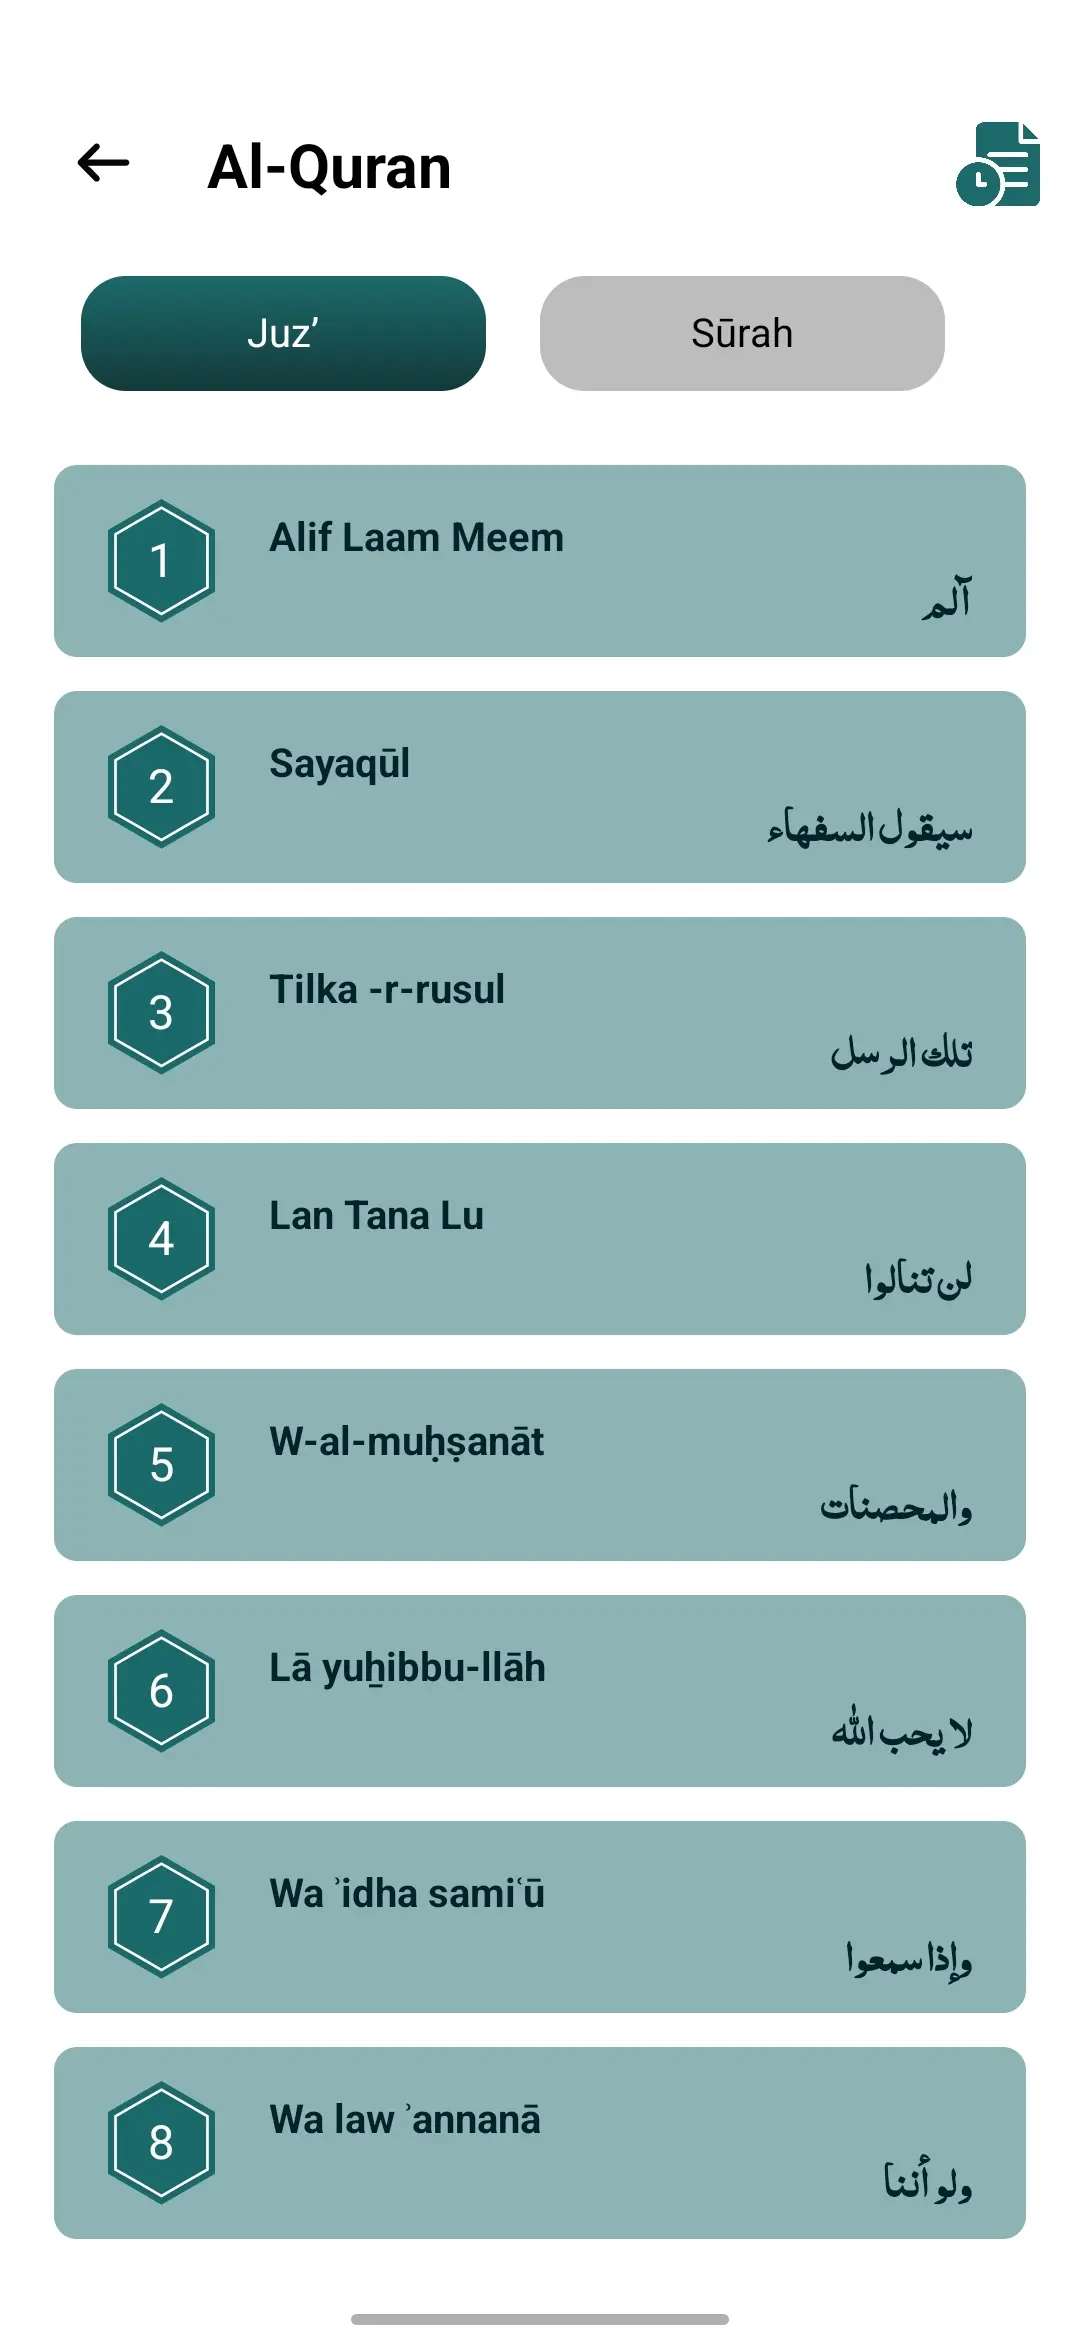 Al-Quran
Juz’
Sūrah
1
Alif Laam Meem
آلم
2
Sayaqūl
سيقول السفهاء
3
Tilka -r-rusul
تلك الرسل
4
Lan Tana Lu
لن تنالوا
5
W-al-muḥṣanāt
والمحصنات
6
Lā yuẖibbu-llāh
لا يحب الله
7
Wa ʾidha samiʿū
وإذا سمعوا
8
Wa law ʾannanā
ولو أننا